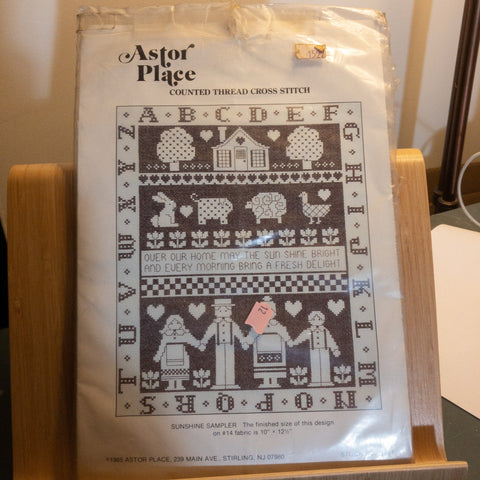 Astor
Place
COUNTED THREAD CROSS STITCH
A B C D E F G
H I J K L M
N O P Q R S
T U V W X Y Z
OVER OUR HOME MAY THE SUN SHINE BRIGHT
AND EVERY MORNING BRING A FRESH DELIGHT
12
SUNSHINE SAMPLER The finished size of this design
on #14 fabric is 10" × 12½"
©1985 ASTOR PLACE, 239 MAIN AVE., STIRLING, NJ 07980